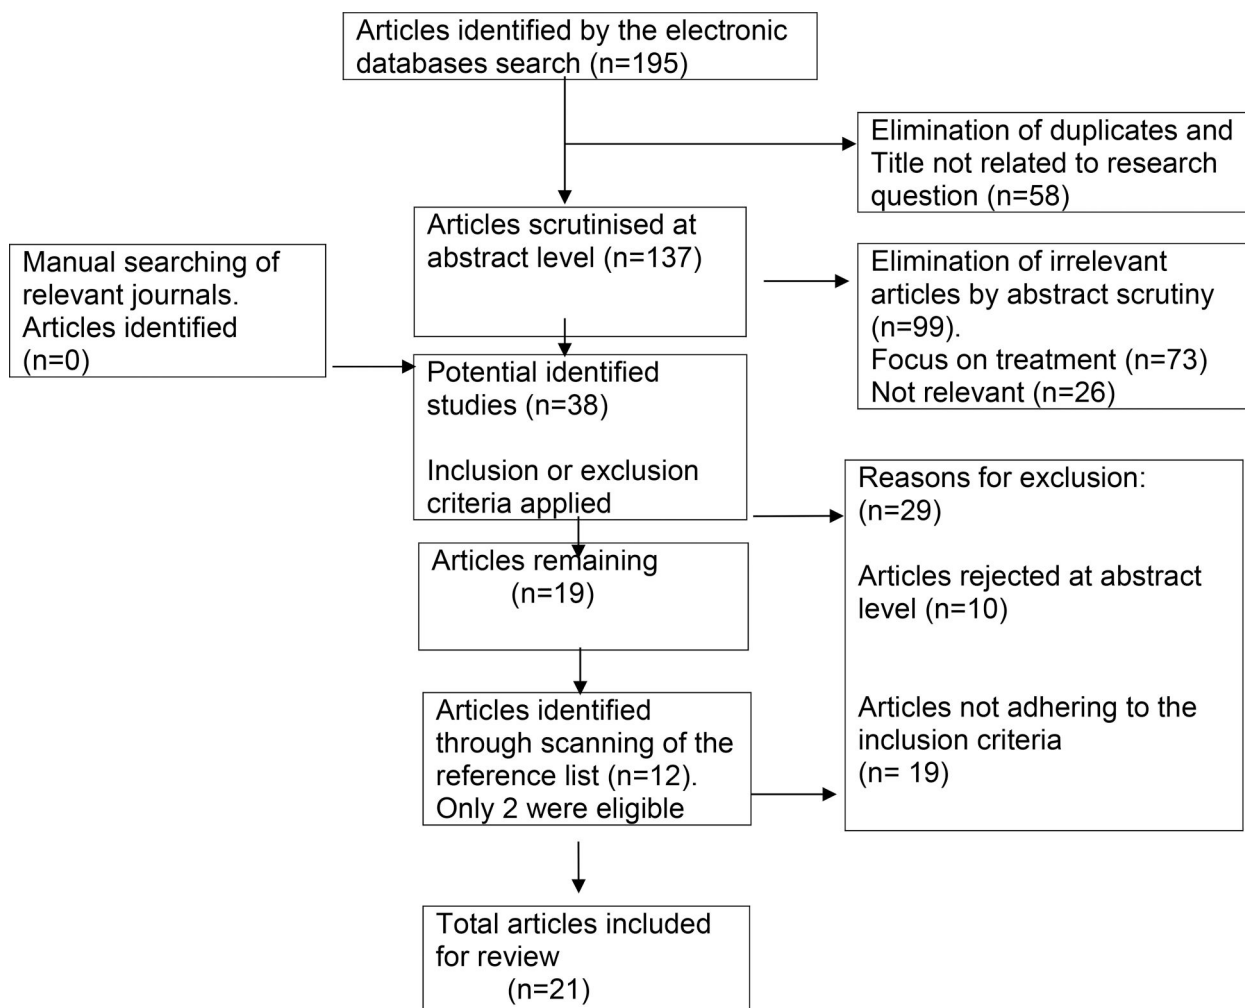 Articles identified by the electronic
databases search (n=195)
Elimination of duplicates and
Title not related to research
question (n=58)
Articles scrutinised at
abstract level (n=137)
Manual searching of
relevant journals.
Articles identified
(n=0)
Elimination of irrelevant
articles by abstract scrutiny
(n=99).
Focus on treatment (n=73)
Not relevant (n=26)
Potential identified
studies (n=38)
Inclusion or exclusion
criteria applied
Reasons for exclusion:
(n=29)
Articles rejected at abstract
level (n=10)
Articles not adhering to the
inclusion criteria
(n= 19)
Articles remaining
(n=19)
Articles identified
through scanning of the
reference list (n=12).
Only 2 were eligible
Total articles included
for review
(n=21)